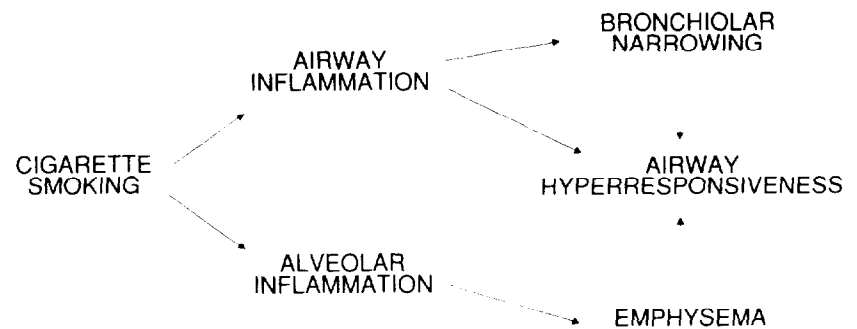 BRONCHIOLAR
NARROWING
AIRWAY
INFLAMMATION
CIGARETTE
SMOKING
AIRWAY
HYPERRESPONSIVENESS
ALVEOLAR
INFLAMMATION
EMPHYSEMA